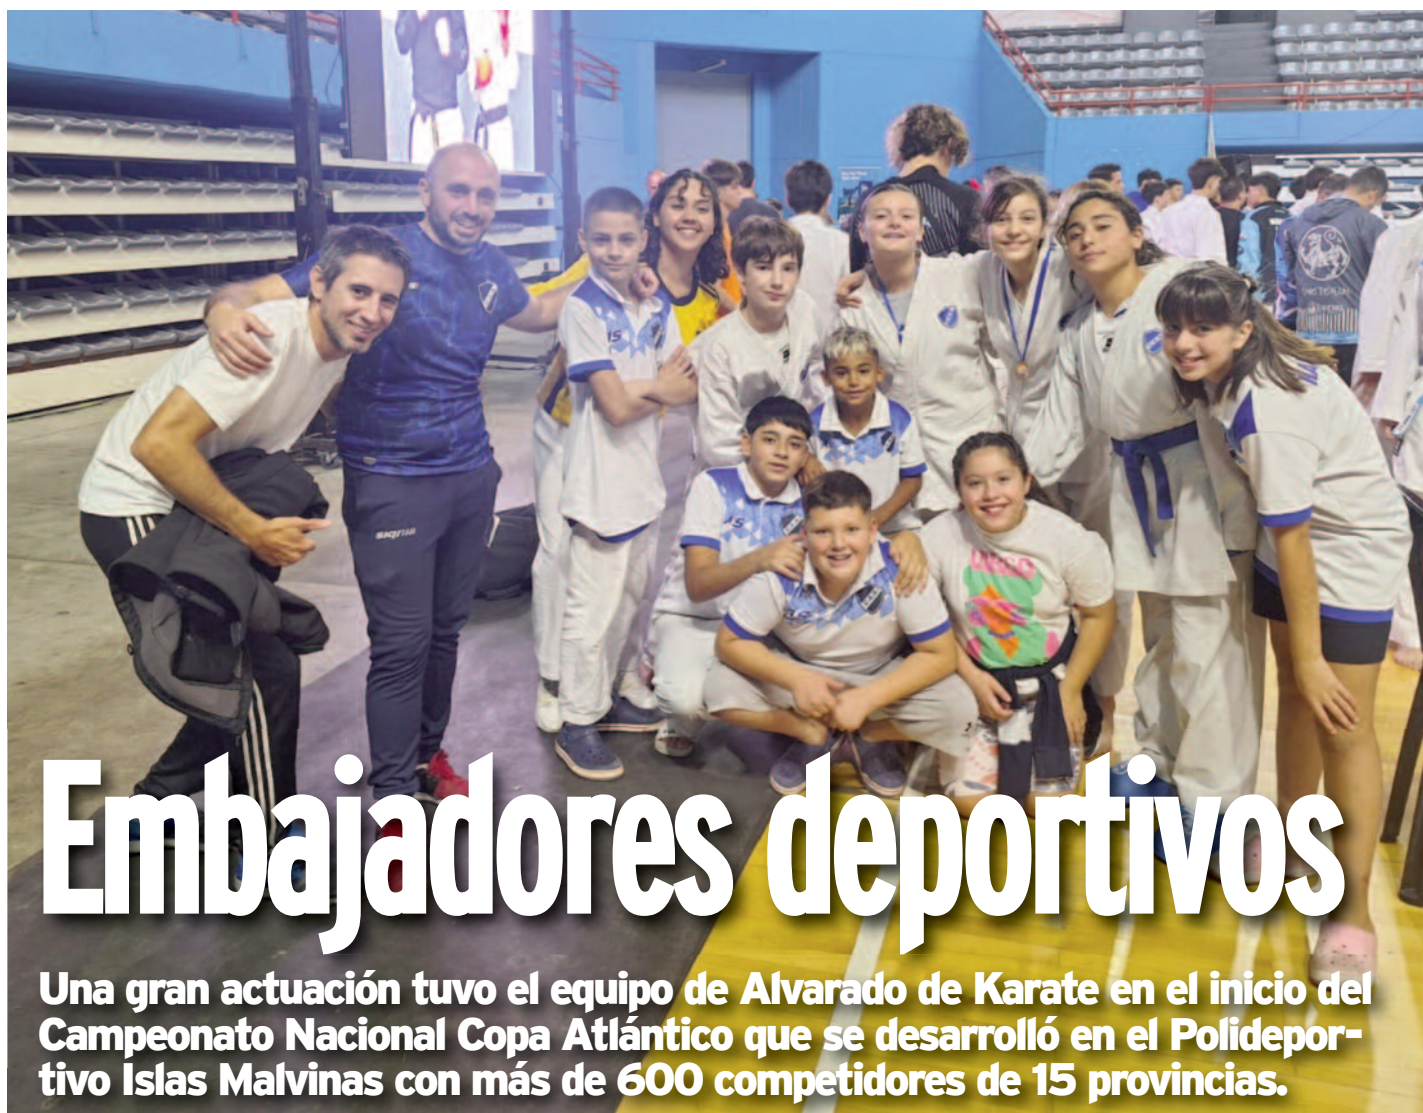 Embajadores deportivos
Una gran actuación tuvo el equipo de Alvarado de Karate en el inicio del
Campeonato Nacional Copa Atlántico que se desarrolló en el Polidepor-
tivo Islas Malvinas con más de 600 competidores de 15 provincias.